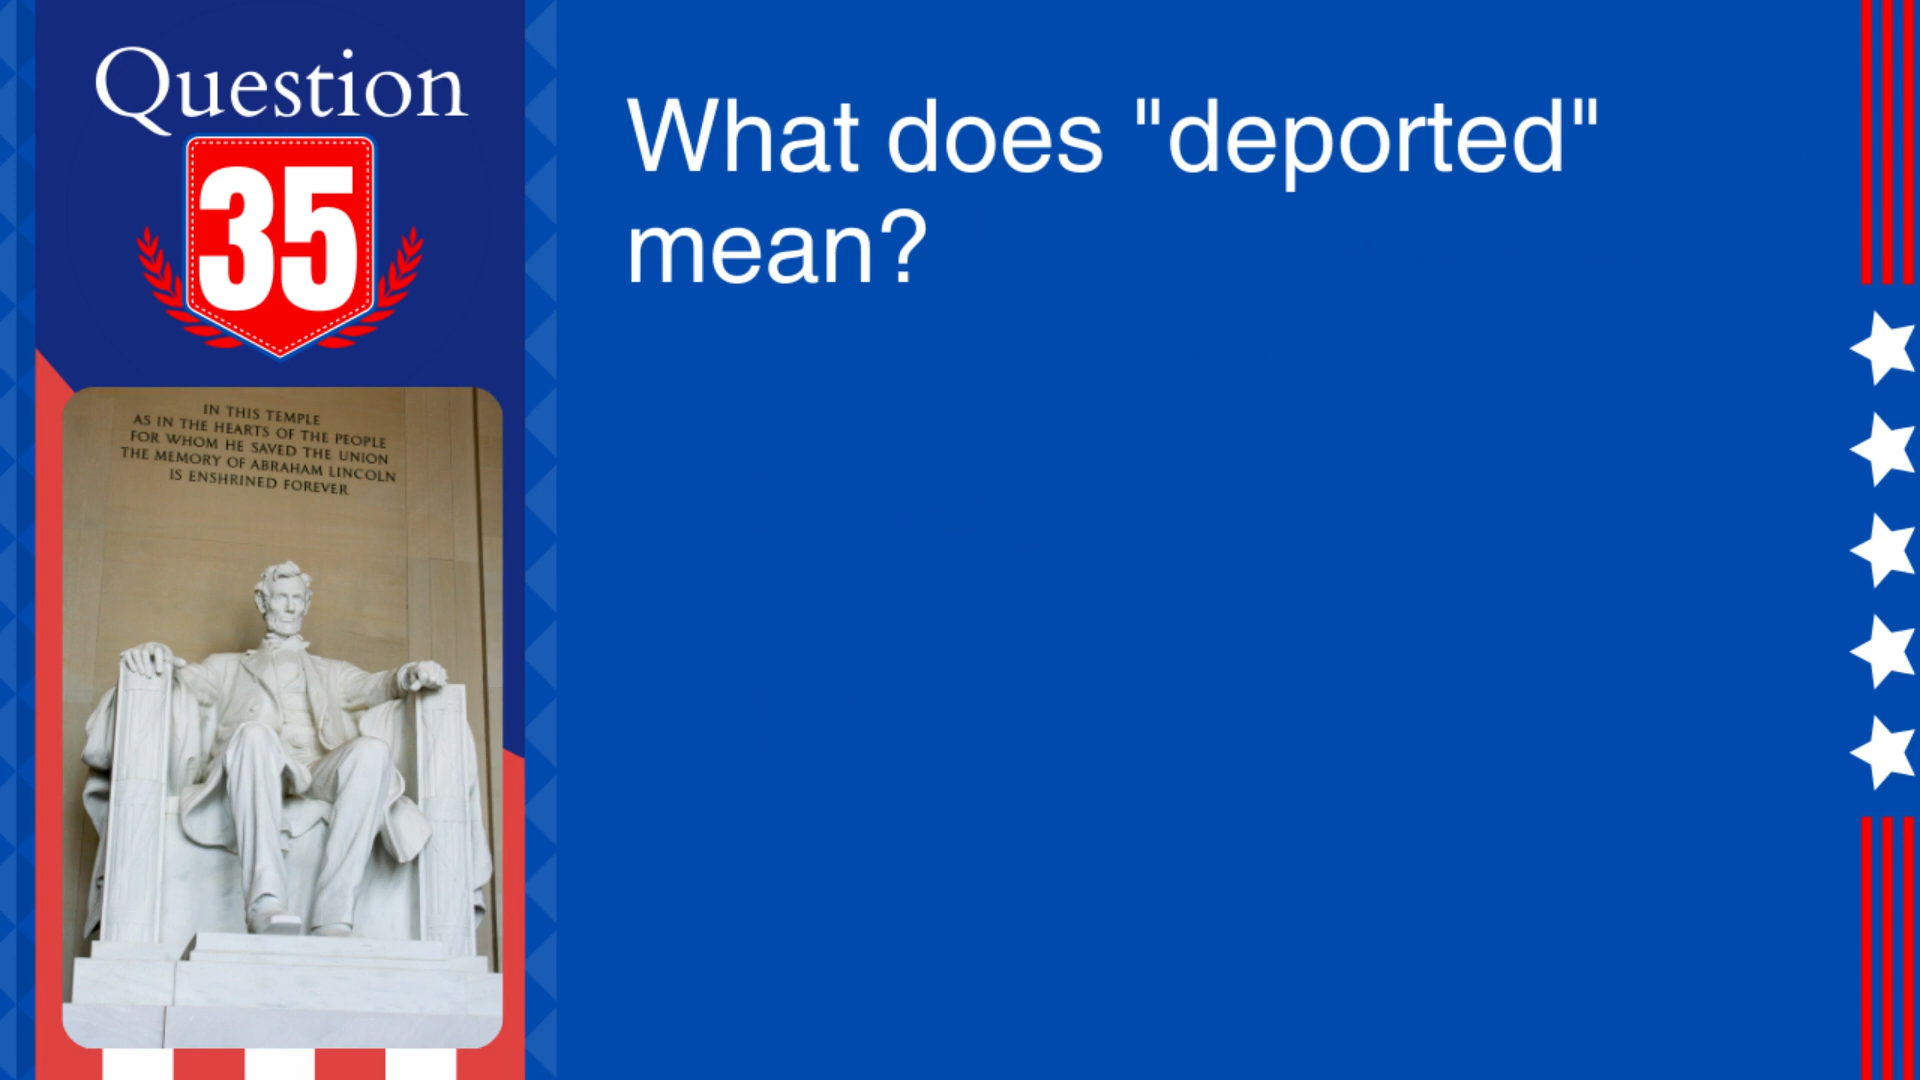 Question
35
IN THIS TEMPLE
AS IN THE HEARTS OF THE PEOPLE
FOR WHOM HE SAVED THE UNION
THE MEMORY OF ABRAHAM LINCOLN
IS ENSHRINED FOREVER
What does "deported"
mean?